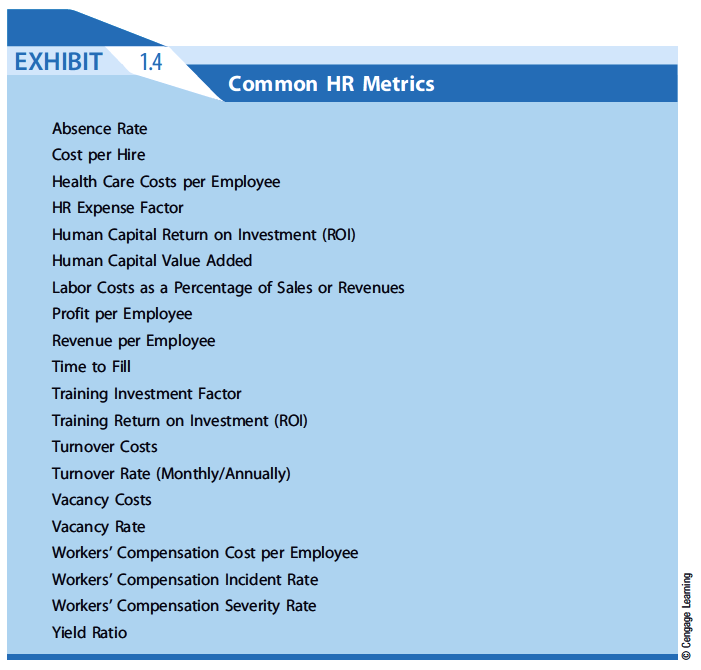 EXHIBIT 1.4
Common HR Metrics
Absence Rate
Cost per Hire
Health Care Costs per Employee
HR Expense Factor
Human Capital Return on Investment (ROI)
Human Capital Value Added
Labor Costs as a Percentage of Sales or Revenues
Profit per Employee
Revenue per Employee
Time to Fill
Training Investment Factor
Training Return on Investment (ROI)
Turnover Costs
Turnover Rate (Monthly/Annually)
Vacancy Costs
Vacancy Rate
Workers’ Compensation Cost per Employee
Workers’ Compensation Incident Rate
Workers’ Compensation Severity Rate
Yield Ratio
© Cengage Learning